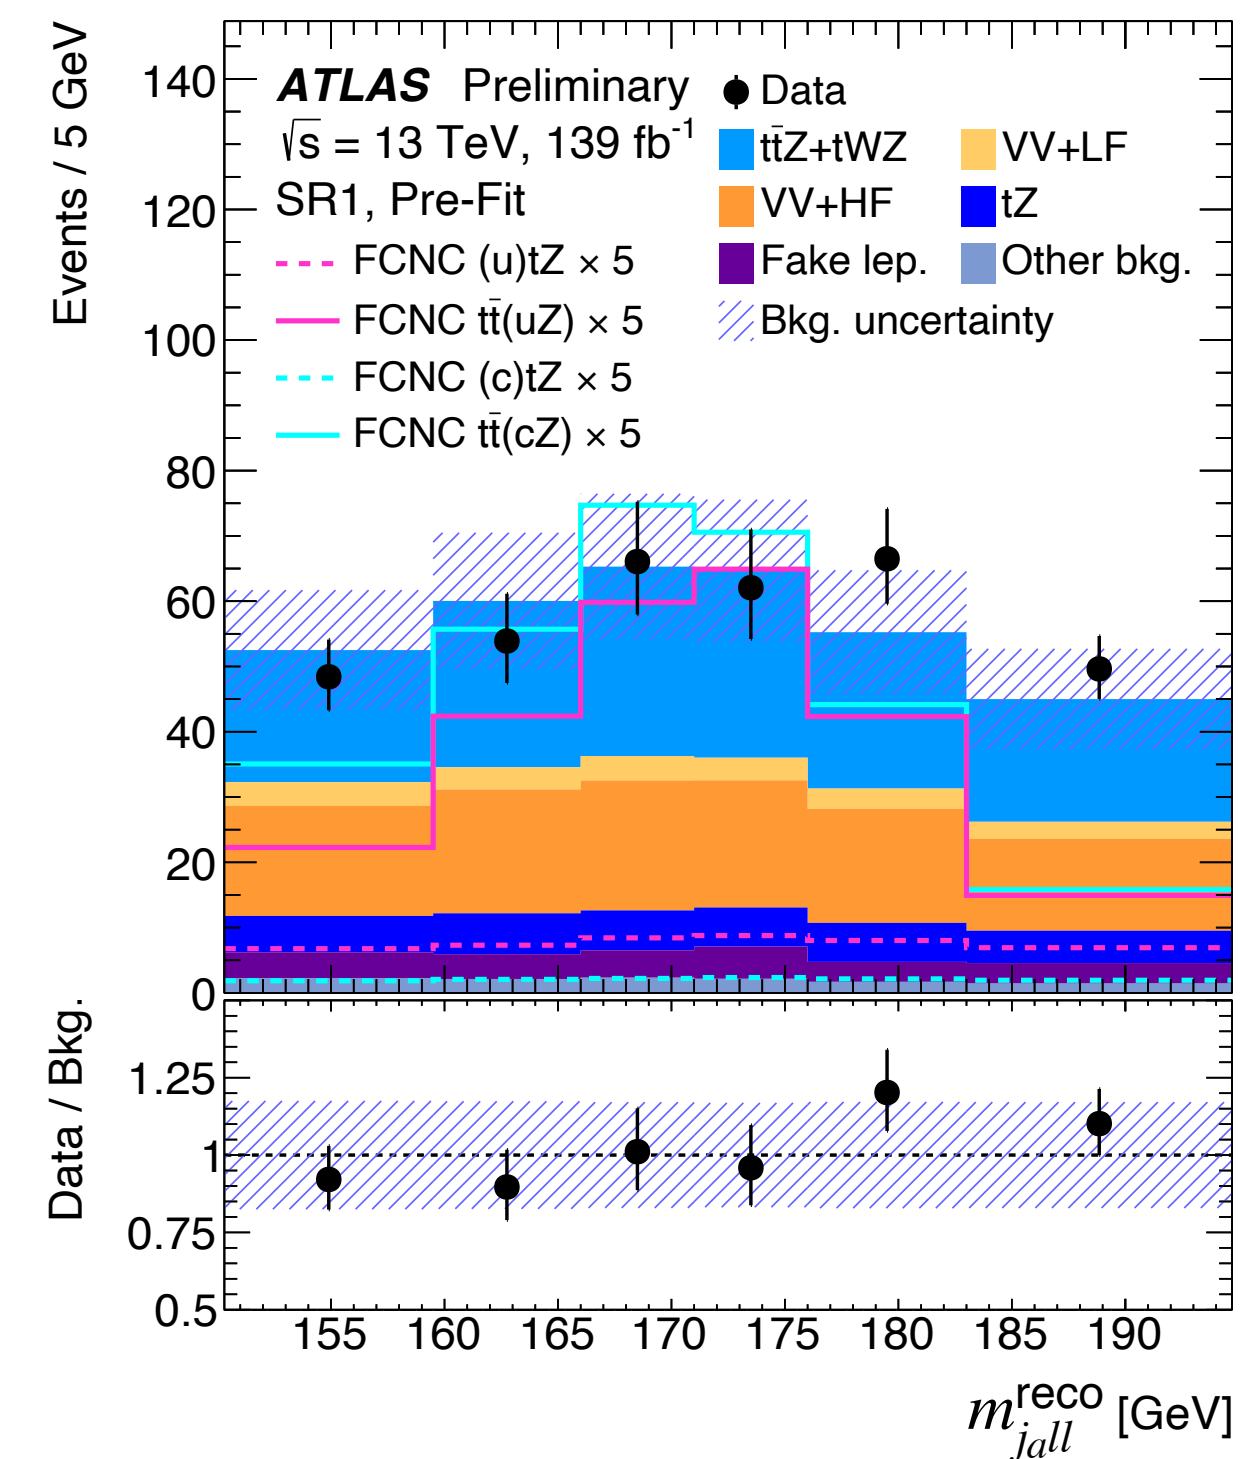 Events / 5 GeV
140
120
100
80
60
40
20
0
ATLAS Preliminary
√s = 13 TeV, 139 fb⁻¹
SR1, Pre-Fit
FCNC (u)tZ × 5
FCNC tt̄(uZ) × 5
FCNC (c)tZ × 5
FCNC tt̄(cZ) × 5
Data
tt̄Z+tWZ
VV+LF
VV+HF
tZ
Fake lep.
Other bkg.
Bkg. uncertainty
Data / Bkg.
1.25
1
0.75
0.5
155 160 165 170 175 180 185 190
m_{j_a ll}^{reco} [GeV]